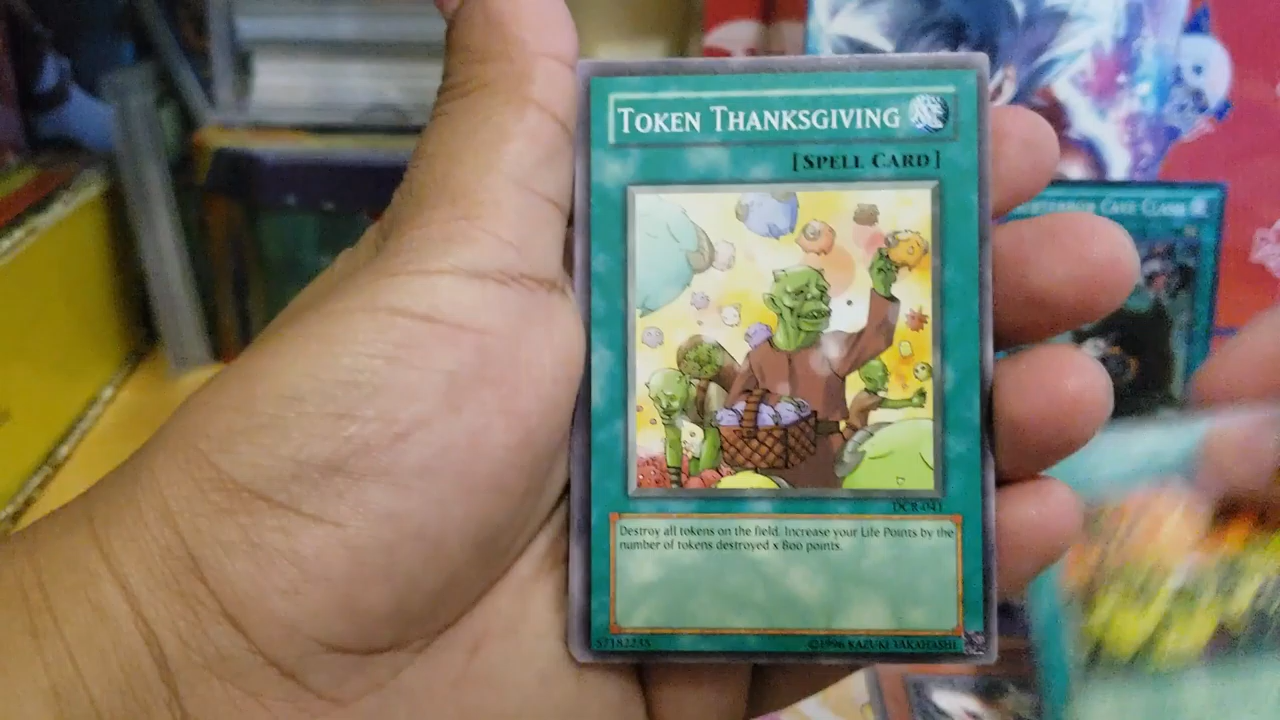 TOKEN THANKSGIVING
[SPELL CARD]
DCR-041
Destroy all tokens on the field. Increase your Life Points by the
number of tokens destroyed x 800 points.
57182235
©1996 KAZUKI TAKAHASHI